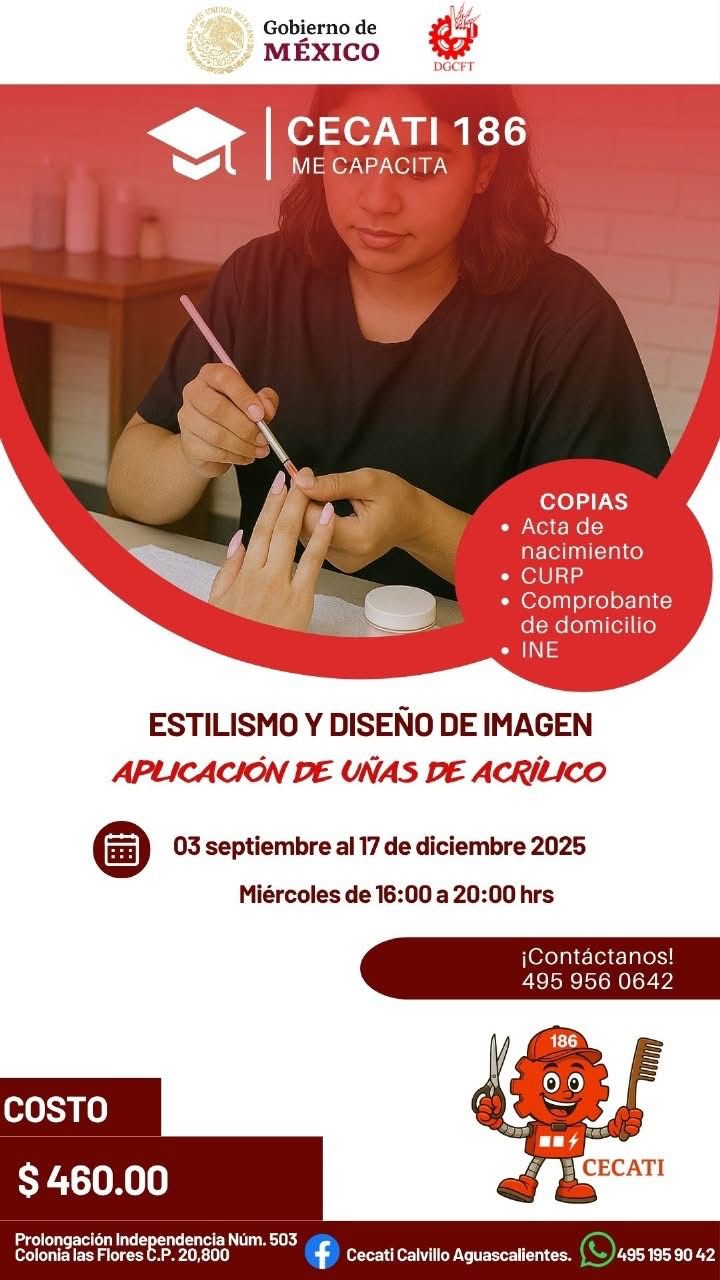 Gobierno de
MÉXICO
DGCFT
CECATI 186
ME CAPACITA
COPIAS
• Acta de
nacimiento
• CURP
• Comprobante
de domicilio
• INE
ESTILISMO Y DISEÑO DE IMAGEN
APLICACIÓN DE UÑAS DE ACRÍLICO
03 septiembre al 17 de diciembre 2025
Miércoles de 16:00 a 20:00 hrs
¡Contáctanos!
495 956 0642
186
CECATI
COSTO
$ 460.00
Prolongación Independencia Núm. 503
Colonia las Flores C.P. 20,800
Cecati Calvillo Aguascalientes.
495 195 90 42